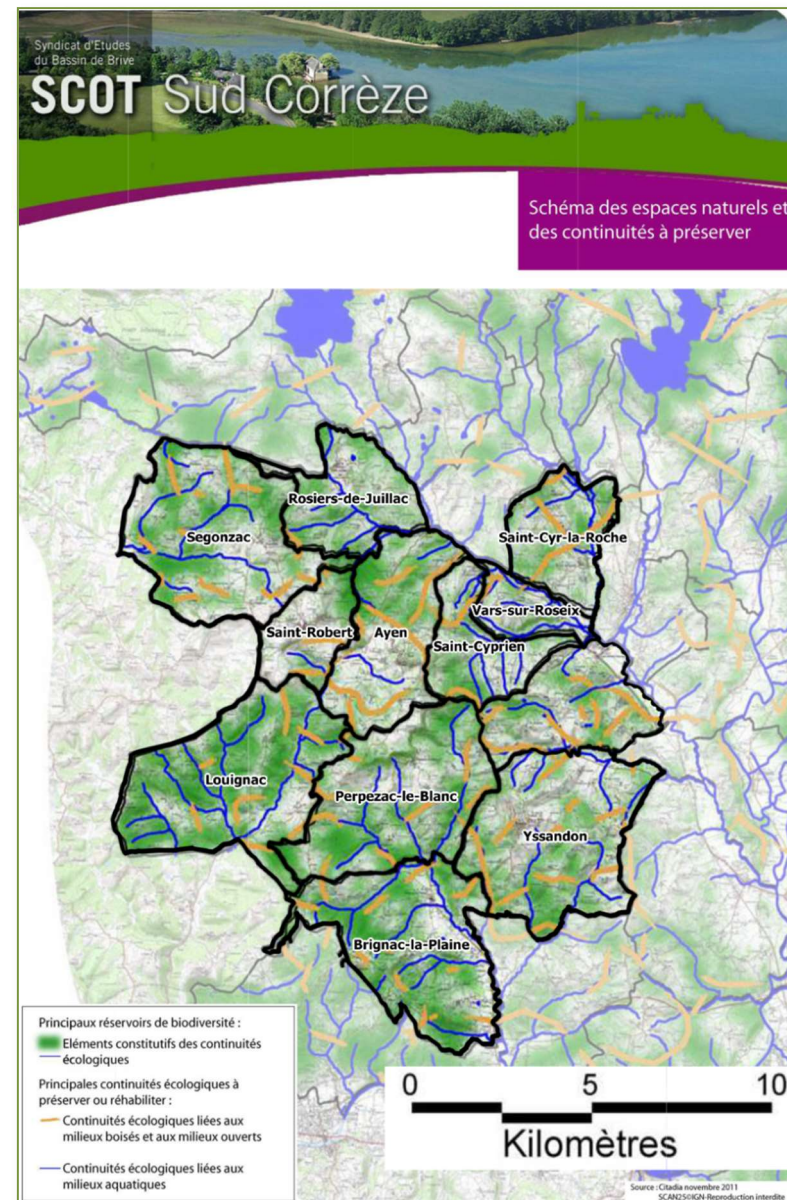 Syndicat d'Etudes
du Bassin de Brive
SCOT Sud Corrèze
Schéma des espaces naturels et
des continuités à préserver
Rosiers-de-Juillac
Segonzac
Saint-Cyr-la-Roche
Vars-sur-Roseix
Saint-Robert
Ayen
Saint-Cyprien
Louignac
Perpezac-le-Blanc
Yssandon
Brignac-la-Plaine
Principaux réservoirs de biodiversité :
Eléments constitutifs des continuités
écologiques
Principales continuités écologiques à
préserver ou réhabiliter :
Continuités écologiques liées aux
milieux boisés et aux milieux ouverts
Continuités écologiques liées aux
milieux aquatiques
0 5 10
Kilomètres
Source : Citadia novembre 2011
SCAN25©IGN-Reproduction interdite